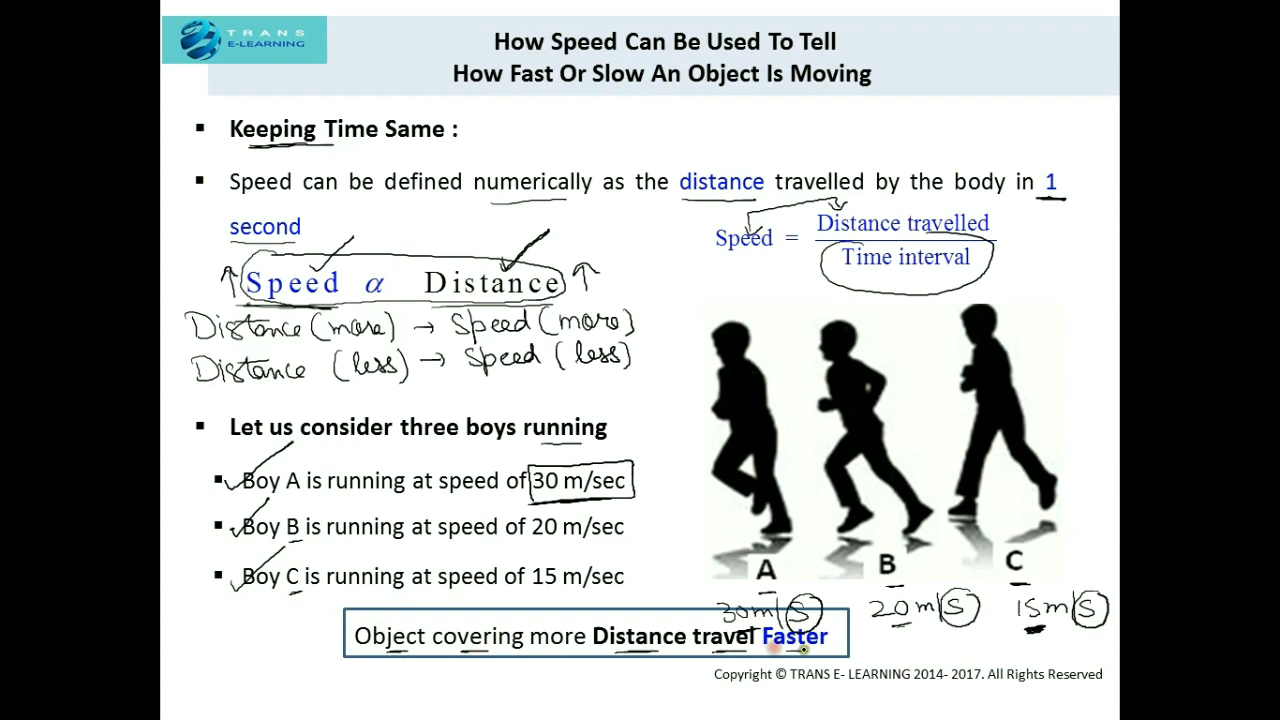 TRANS
E-LEARNING
How Speed Can Be Used To Tell
How Fast Or Slow An Object Is Moving
▪ Keeping Time Same :
▪ Speed can be defined numerically as the distance travelled by the body in 1
second
Speed = Distance travelled
Time interval
↑ Speed α Distance ↑
Distance (more) → Speed (more)
Distance (less) → Speed (less)
▪ Let us consider three boys running
▪ Boy A is running at speed of 30 m/sec
▪ Boy B is running at speed of 20 m/sec
▪ Boy C is running at speed of 15 m/sec
A B C
30m/s 20m/s 15m/s
Object covering more Distance travel Faster
Copyright © TRANS E- LEARNING 2014- 2017. All Rights Reserved